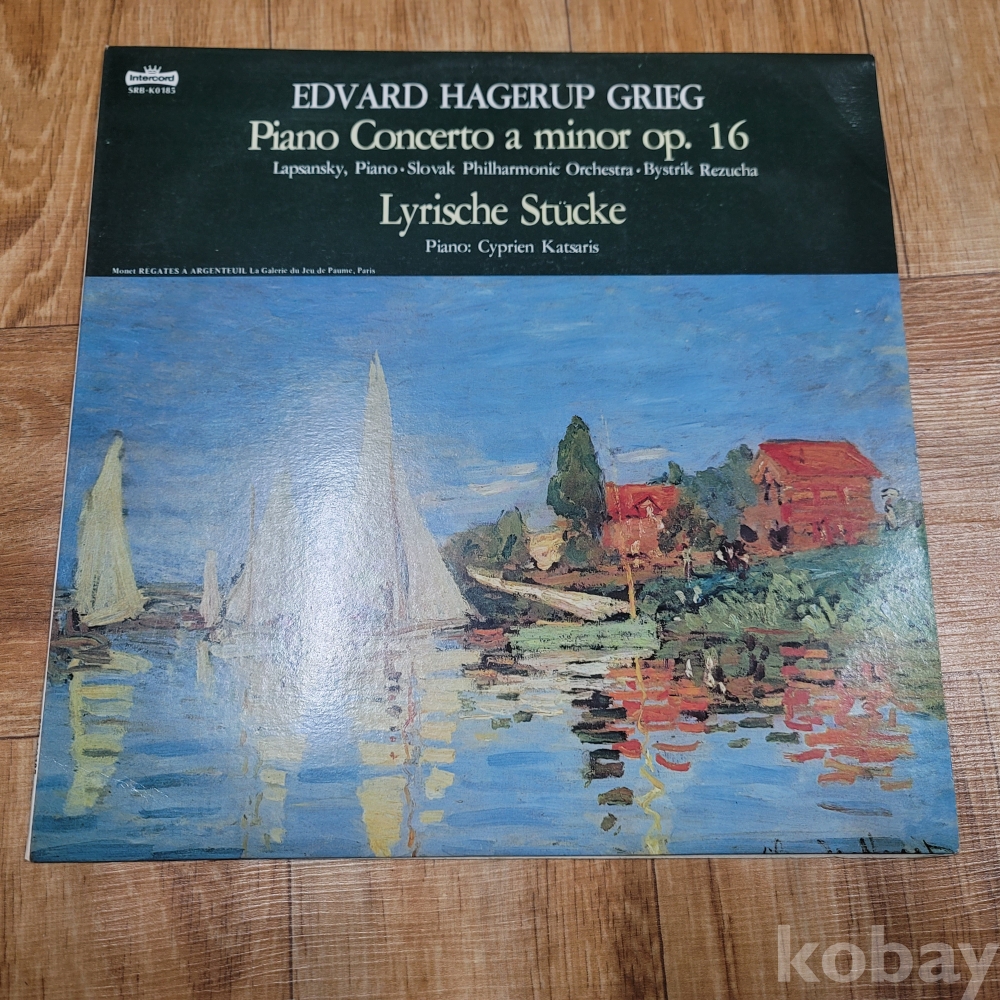 Intercord
SRB-K0185
EDVARD HAGERUP GRIEG
Piano Concerto a minor op. 16
Lapsansky, Piano • Slovak Philharmonic Orchestra • Bystrik Rezucha
Lyrische Stücke
Piano: Cyprien Katsaris
Monet REGATES A ARGENTEUIL La Galerie du Jeu de Paume, Paris
kobay